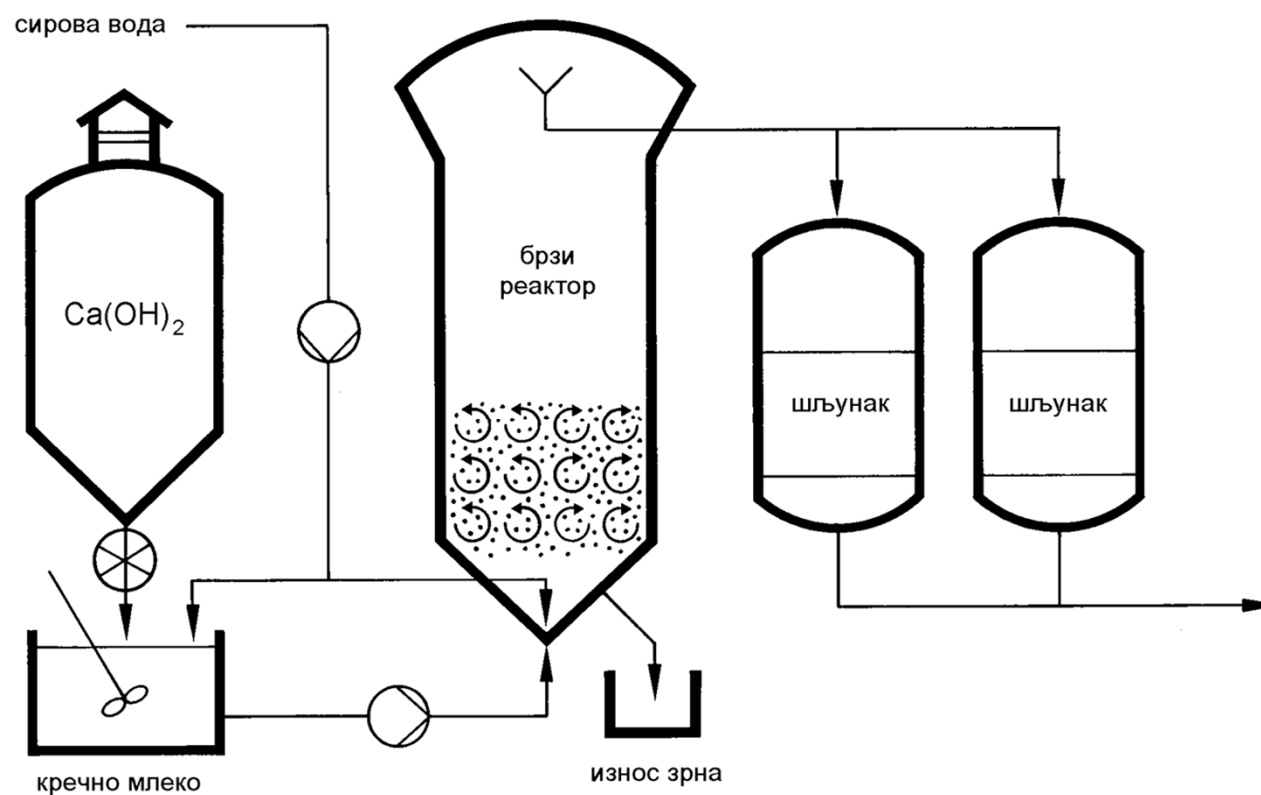 сирова вода
Ca(OH)₂
брзи
реактор
шљунак
шљунак
кречно млеко
износ зрна